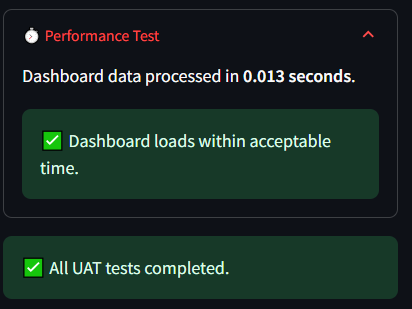 ⏱ Performance Test
Dashboard data processed in 0.013 seconds.
✅ Dashboard loads within acceptable
time.
✅ All UAT tests completed.